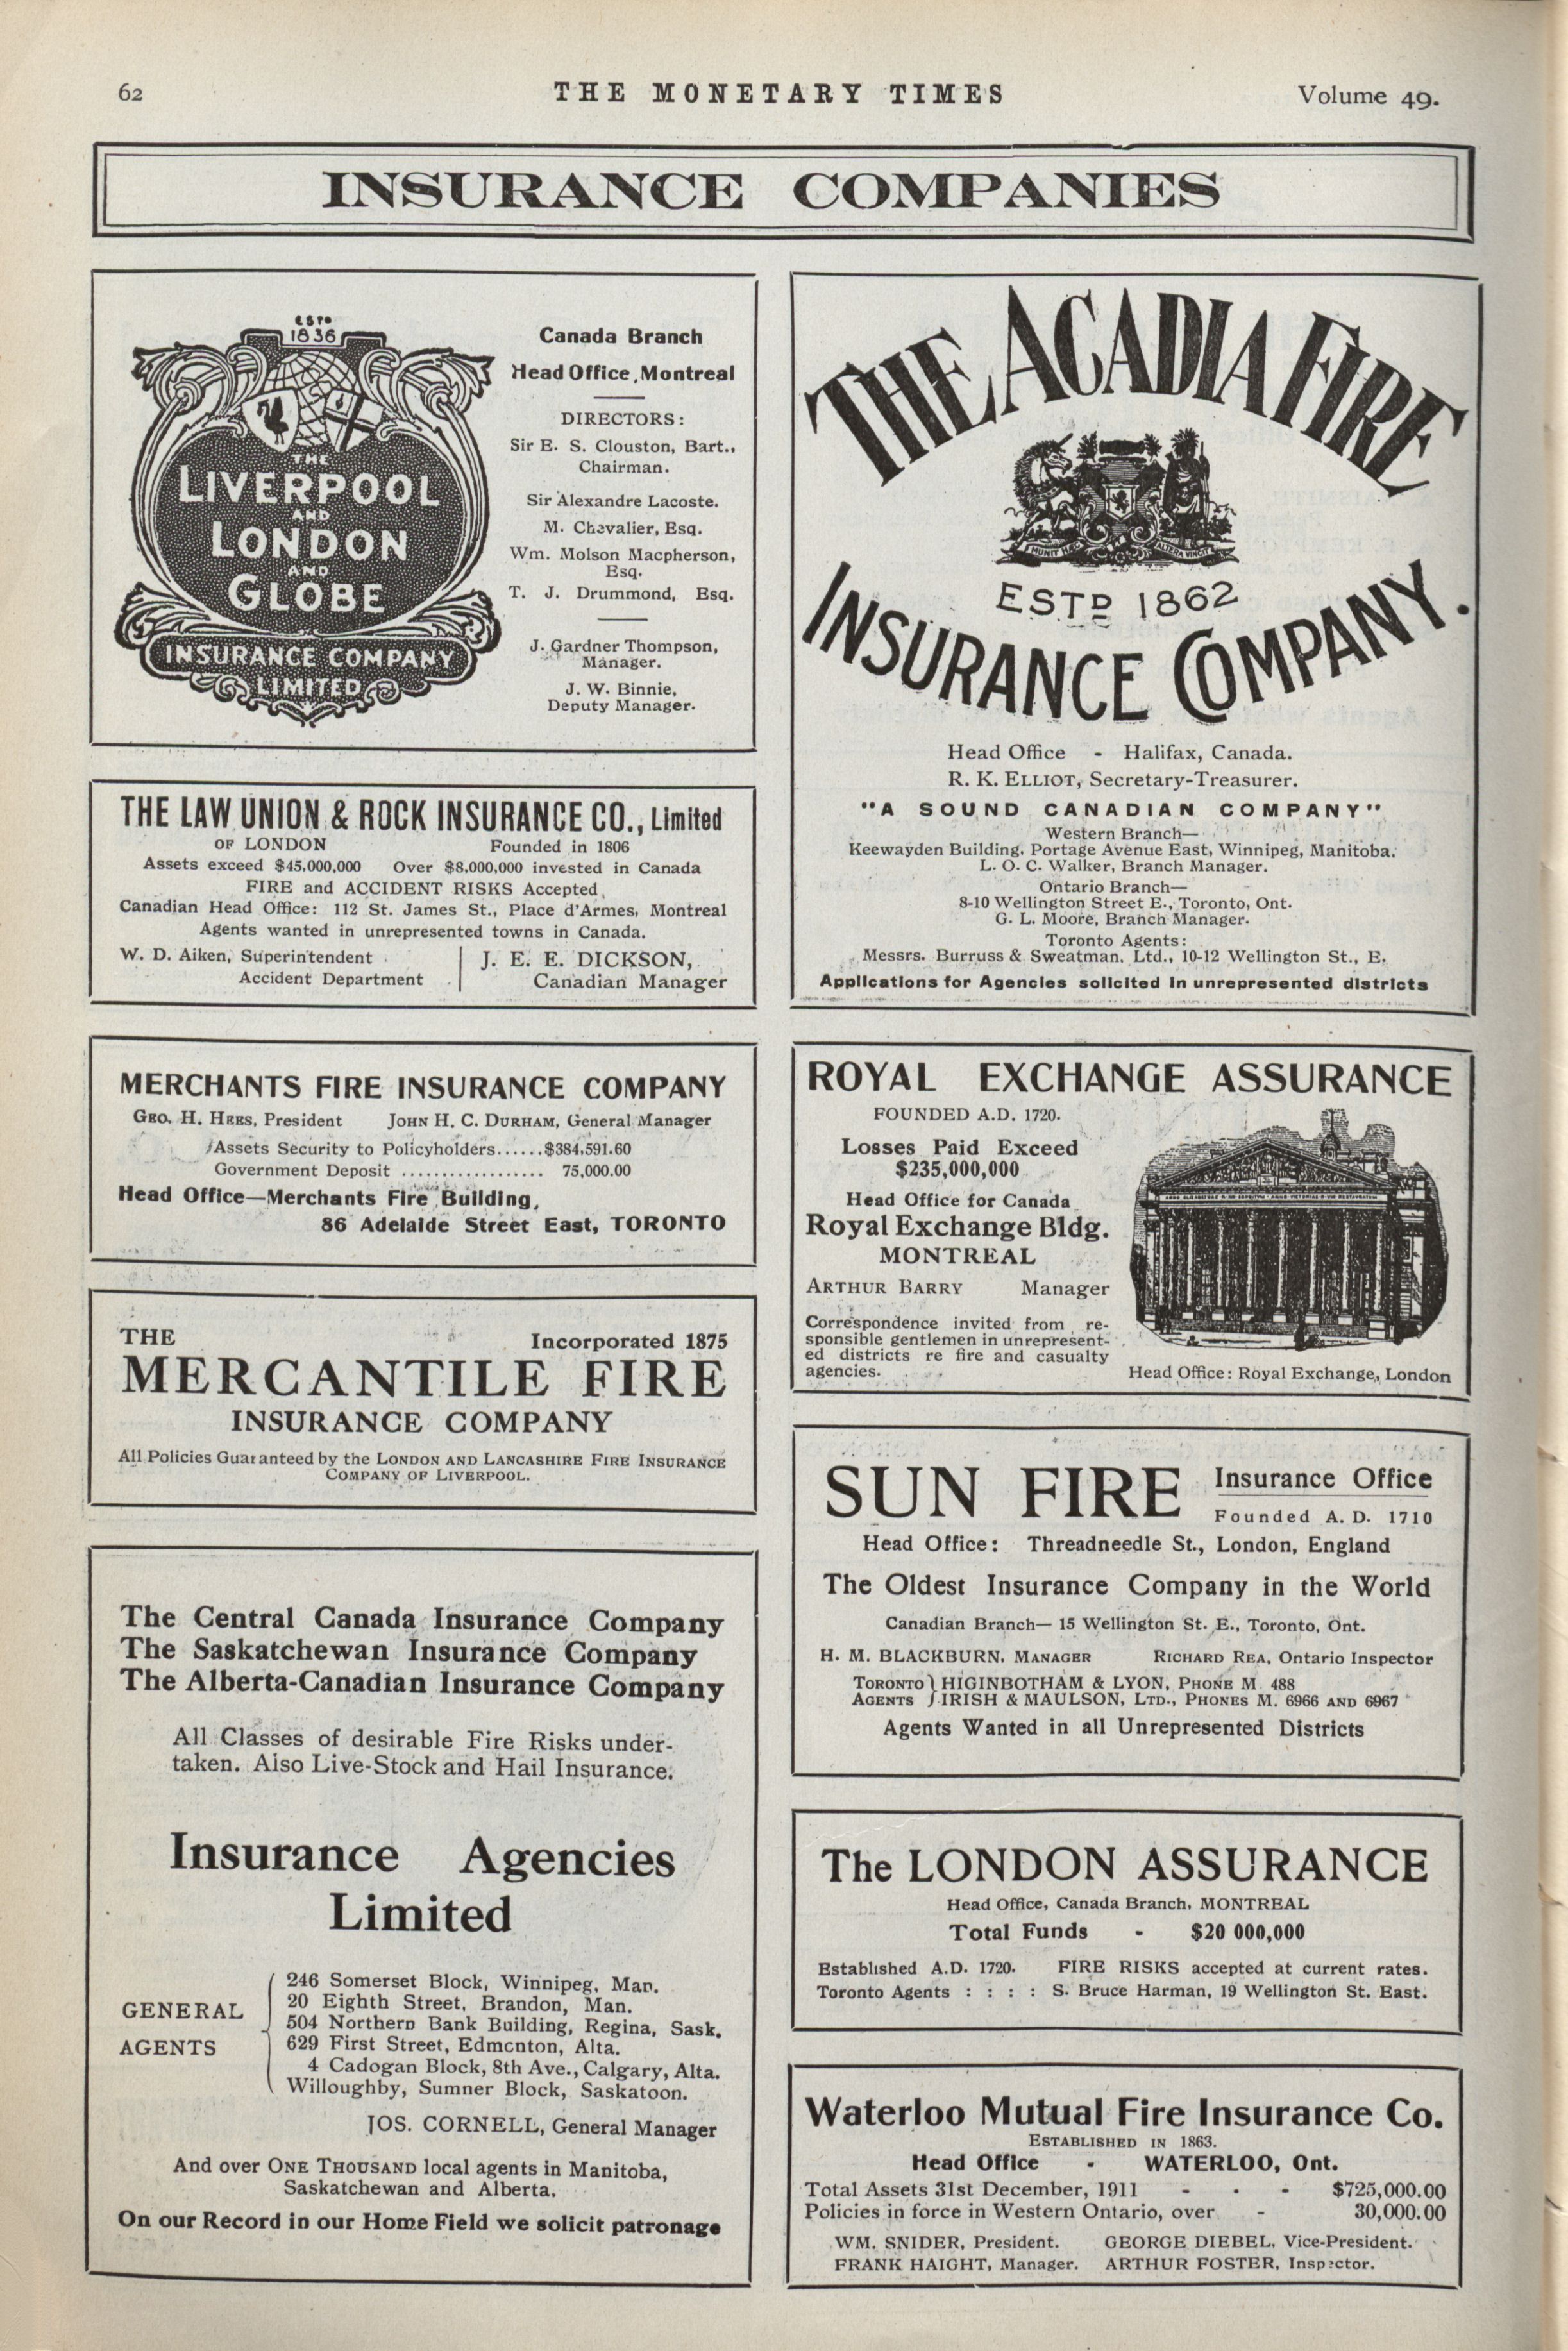 62
THE MONETARY TIMES
Volume 49.
INSURANCE COMPANIES
ESTD
1836
THE
LIVERPOOL
AND
LONDON
AND
GLOBE
INSURANCE COMPANY
LIMITED
Canada Branch
Head Office, Montreal
DIRECTORS:
Sir E. S. Clouston, Bart.,
Chairman.
Sir Alexandre Lacoste.
M. Chevalier, Esq.
Wm. Molson Macpherson,
Esq.
T. J. Drummond, Esq.
J. Gardner Thompson,
Manager.
J. W. Binnie,
Deputy Manager.
THE LAW UNION & ROCK INSURANCE CO., Limited
OF LONDON Founded in 1806
Assets exceed $45,000,000 Over $8,000,000 invested in Canada
FIRE and ACCIDENT RISKS Accepted
Canadian Head Office: 112 St. James St., Place d'Armes, Montreal
Agents wanted in unrepresented towns in Canada.
W. D. Aiken, Superintendent
Accident Department
J. E. E. DICKSON,
Canadian Manager
MERCHANTS FIRE INSURANCE COMPANY
GEO. H. HEES, President JOHN H. C. DURHAM, General Manager
Assets Security to Policyholders......$384,591.60
Government Deposit .................. 75,000.00
Head Office—Merchants Fire Building,
86 Adelaide Street East, TORONTO
THE Incorporated 1875
MERCANTILE FIRE
INSURANCE COMPANY
All Policies Guaranteed by the LONDON AND LANCASHIRE FIRE INSURANCE
COMPANY OF LIVERPOOL.
The Central Canada Insurance Company
The Saskatchewan Insurance Company
The Alberta-Canadian Insurance Company
All Classes of desirable Fire Risks under-
taken. Also Live-Stock and Hail Insurance.
Insurance Agencies
Limited
GENERAL
AGENTS
246 Somerset Block, Winnipeg, Man.
20 Eighth Street, Brandon, Man.
504 Northern Bank Building, Regina, Sask.
629 First Street, Edmonton, Alta.
4 Cadogan Block, 8th Ave., Calgary, Alta.
Willoughby, Sumner Block, Saskatoon.
JOS. CORNELL, General Manager
And over ONE THOUSAND local agents in Manitoba,
Saskatchewan and Alberta.
On our Record in our Home Field we solicit patronage
THE ACADIA FIRE
MUNIT HÆC ALTERA VINCIT
ESTD 1862
INSURANCE COMPANY.
Head Office - Halifax, Canada.
R. K. ELLIOT, Secretary-Treasurer.
"A SOUND CANADIAN COMPANY"
Western Branch—
Keewayden Building, Portage Avenue East, Winnipeg, Manitoba.
L. O. C. Walker, Branch Manager.
Ontario Branch—
8-10 Wellington Street E., Toronto, Ont.
G. L. Moore, Branch Manager.
Toronto Agents:
Messrs. Burruss & Sweatman, Ltd., 10-12 Wellington St., E.
Applications for Agencies solicited in unrepresented districts
ROYAL EXCHANGE ASSURANCE
FOUNDED A.D. 1720.
Losses Paid Exceed
$235,000,000
Head Office for Canada
Royal Exchange Bldg.
MONTREAL
ARTHUR BARRY Manager
Correspondence invited from re-
sponsible gentlemen in unrepresent-
ed districts re fire and casualty
agencies.
Head Office: Royal Exchange, London
SUN FIRE
Insurance Office
Founded A. D. 1710
Head Office: Threadneedle St., London, England
The Oldest Insurance Company in the World
Canadian Branch— 15 Wellington St. E., Toronto, Ont.
H. M. BLACKBURN, MANAGER RICHARD REA, Ontario Inspector
TORONTO } HIGINBOTHAM & LYON, PHONE M. 488
AGENTS } IRISH & MAULSON, LTD., PHONES M. 6966 AND 6967
Agents Wanted in all Unrepresented Districts
The LONDON ASSURANCE
Head Office, Canada Branch, MONTREAL
Total Funds - $20 000,000
Established A.D. 1720. FIRE RISKS accepted at current rates.
Toronto Agents : : : : S. Bruce Harman, 19 Wellington St. East.
Waterloo Mutual Fire Insurance Co.
ESTABLISHED IN 1863.
Head Office - WATERLOO, Ont.
Total Assets 31st December, 1911 - - - $725,000.00
Policies in force in Western Ontario, over - 30,000.00
WM. SNIDER, President. GEORGE DIEBEL, Vice-President.
FRANK HAIGHT, Manager. ARTHUR FOSTER, Inspector.